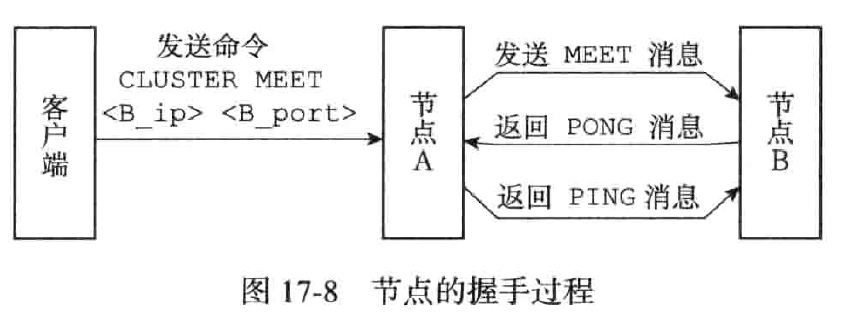 客户端
发送命令
CLUSTER MEET
<B_ip> <B_port>
节点A
发送 MEET 消息
返回 PONG 消息
返回 PING 消息
节点B
图 17-8 节点的握手过程